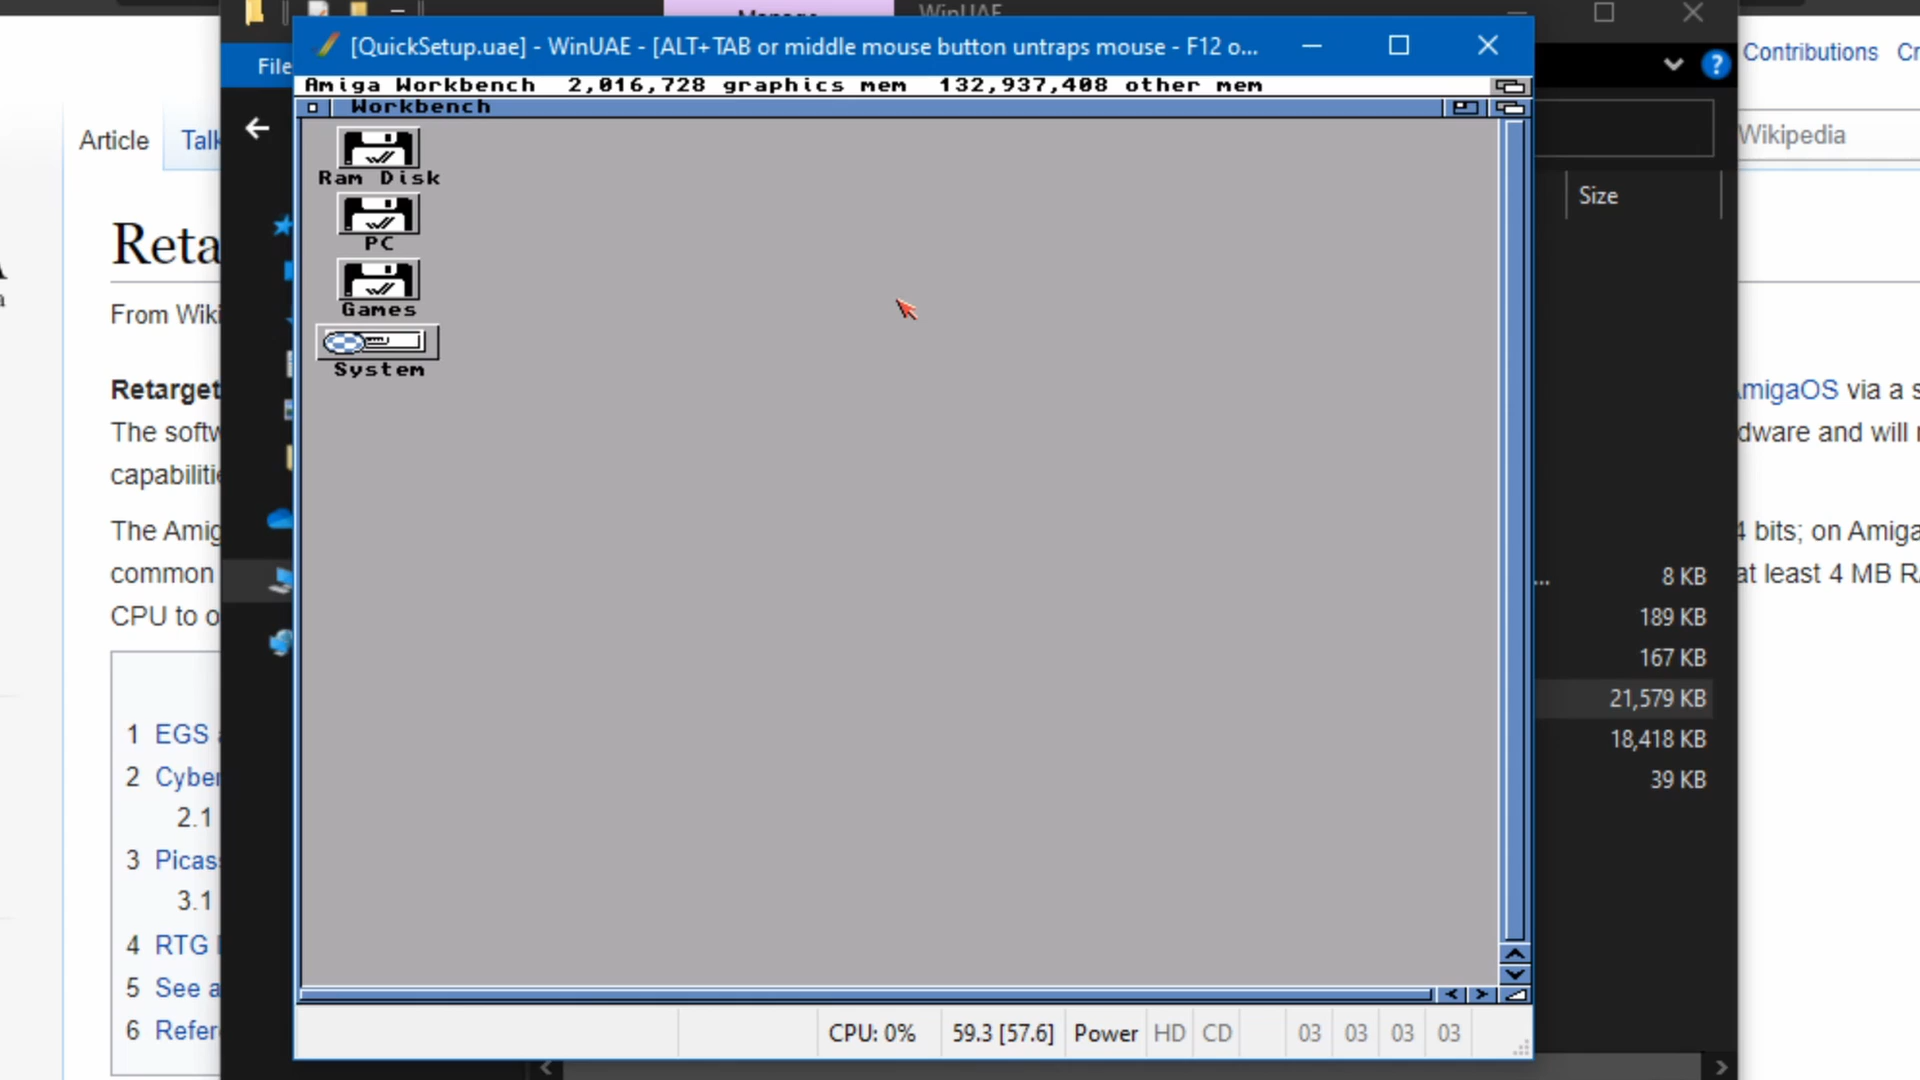 Manage
WinUAE
[QuickSetup.uae] - WinUAE - [ALT+TAB or middle mouse button untraps mouse - F12 o...
Contributions
File
Amiga Workbench 2,016,728 graphics mem 132,937,408 other mem
Workbench
Article
Talk
Wikipedia
Ram Disk
Size
PC
Reta
Games
From Wiki
System
Retarget
AmigaOS via a s
The softw
dware and will
capabiliti
The Amig
4 bits; on Amiga
common
...
8 KB
at least 4 MB
CPU to o
189 KB
167 KB
21,579 KB
1 EGS
18,418 KB
2 Cyber
39 KB
2.1
3 Picas
3.1
4 RTG
5 See a
6 Refer
CPU: 0%
59.3 [57.6]
Power
HD
CD
03
03
03
03